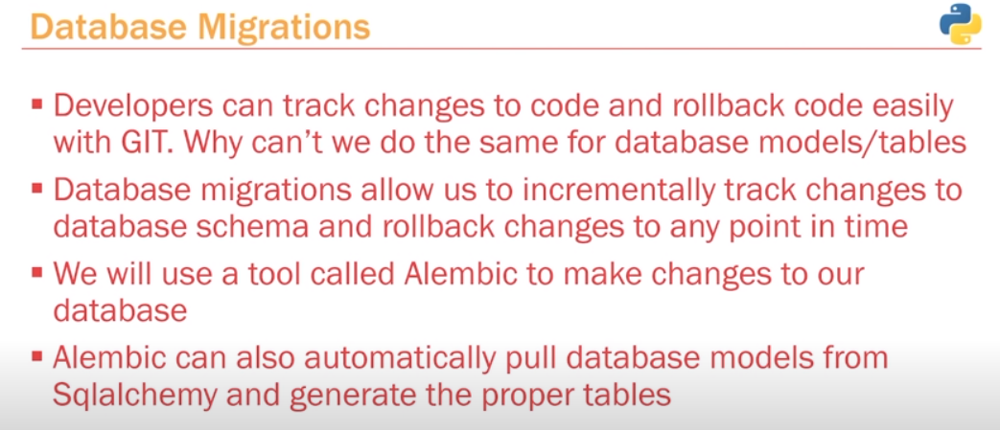 Database Migrations
▪ Developers can track changes to code and rollback code easily
with GIT. Why can't we do the same for database models/tables
▪ Database migrations allow us to incrementally track changes to
database schema and rollback changes to any point in time
▪ We will use a tool called Alembic to make changes to our
database
▪ Alembic can also automatically pull database models from
Sqlalchemy and generate the proper tables